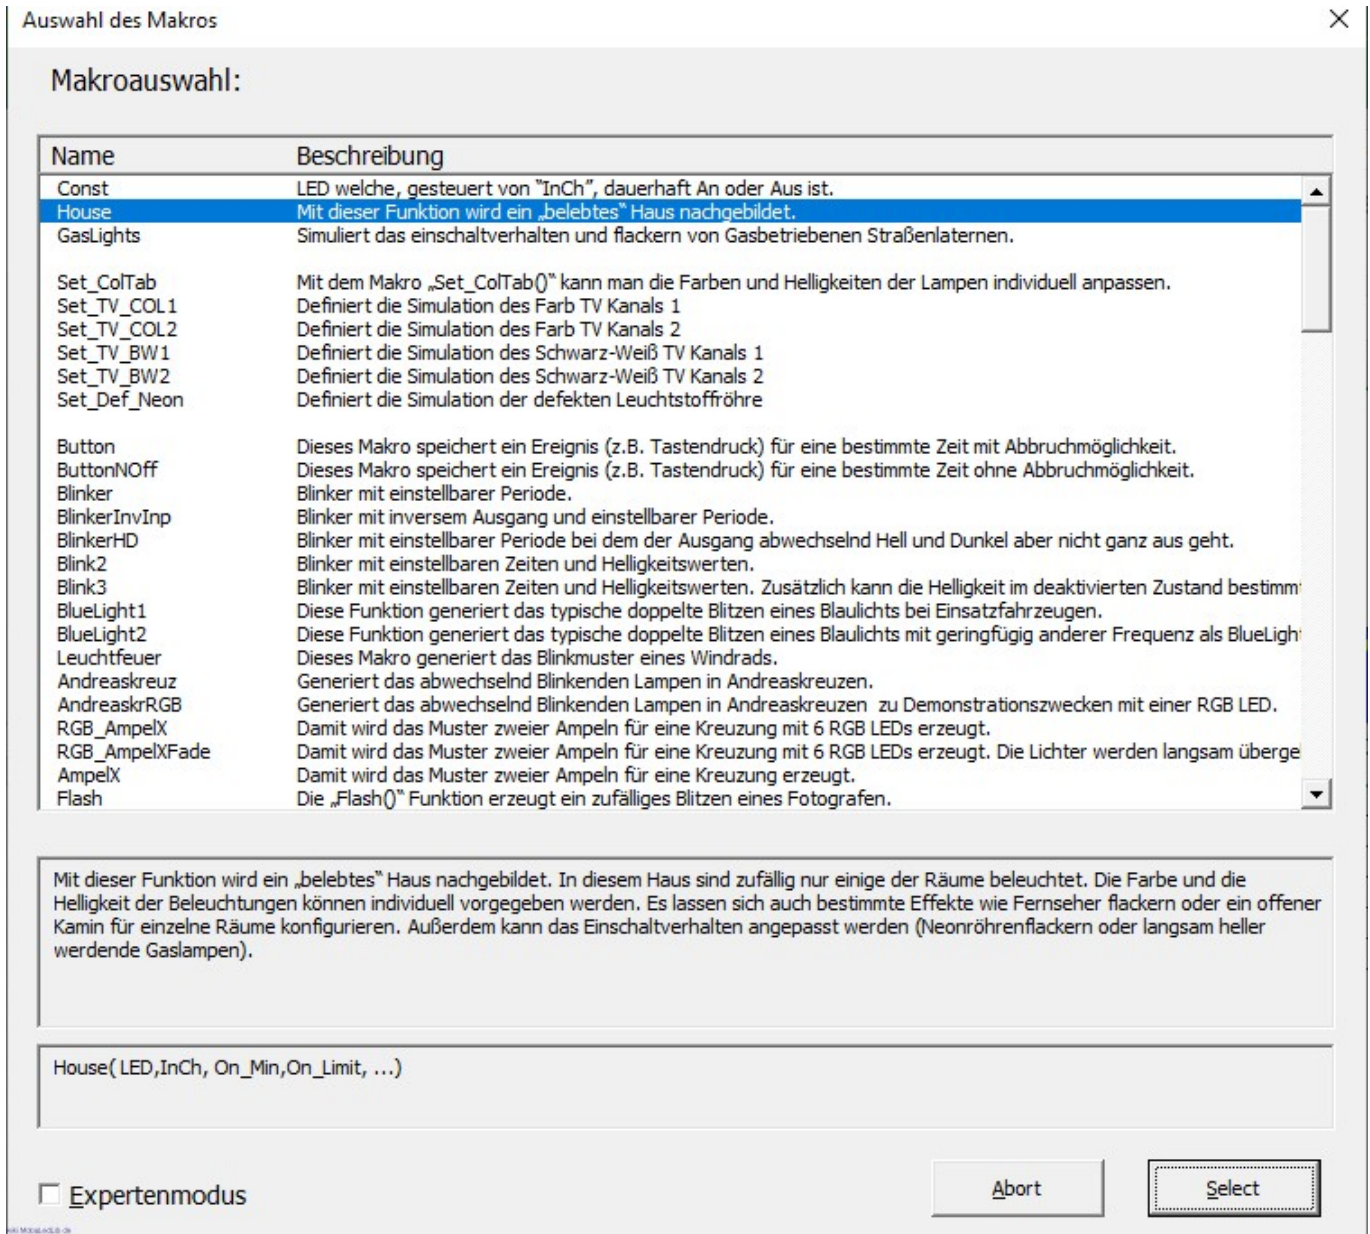 Auswahl des Makros
Makroauswahl:
Name Beschreibung
Const LED welche, gesteuert von "InCh", dauerhaft An oder Aus ist.
House Mit dieser Funktion wird ein „belebtes“ Haus nachgebildet.
GasLights Simuliert das einschaltverhalten und flackern von Gasbetriebenen Straßenlaternen.
Set_ColTab Mit dem Makro „Set_ColTab()“ kann man die Farben und Helligkeiten der Lampen individuell anpassen.
Set_TV_COL1 Definiert die Simulation des Farb TV Kanals 1
Set_TV_COL2 Definiert die Simulation des Farb TV Kanals 2
Set_TV_BW1 Definiert die Simulation des Schwarz-Weiß TV Kanals 1
Set_TV_BW2 Definiert die Simulation des Schwarz-Weiß TV Kanals 2
Set_Def_Neon Definiert die Simulation der defekten Leuchtstoffröhre
Button Dieses Makro speichert ein Ereignis (z.B. Tastendruck) für eine bestimmte Zeit mit Abbruchmöglichkeit.
ButtonNOff Dieses Makro speichert ein Ereignis (z.B. Tastendruck) für eine bestimmte Zeit ohne Abbruchmöglichkeit.
Blinker Blinker mit einstellbarer Periode.
BlinkerInvInp Blinker mit inversem Ausgang und einstellbarer Periode.
BlinkerHD Blinker mit einstellbarer Periode bei dem der Ausgang abwechselnd Hell und Dunkel aber nicht ganz aus geht.
Blink2 Blinker mit einstellbaren Zeiten und Helligkeitswerten.
Blink3 Blinker mit einstellbaren Zeiten und Helligkeitswerten. Zusätzlich kann die Helligkeit im deaktivierten Zustand bestimm
BlueLight1 Diese Funktion generiert das typische doppelte Blitzen eines Blaulichts bei Einsatzfahrzeugen.
BlueLight2 Diese Funktion generiert das typische doppelte Blitzen eines Blaulichts mit geringfügig anderer Frequenz als BlueLigh
Leuchtfeuer Dieses Makro generiert das Blinkmuster eines Windrads.
Andreaskreuz Generiert das abwechselnd Blinkenden Lampen in Andreaskreuzen.
AndreaskrRGB Generiert das abwechselnd Blinkenden Lampen in Andreaskreuzen zu Demonstrationszwecken mit einer RGB LED.
RGB_AmpelX Damit wird das Muster zweier Ampeln für eine Kreuzung mit 6 RGB LEDs erzeugt.
RGB_AmpelXFade Damit wird das Muster zweier Ampeln für eine Kreuzung mit 6 RGB LEDs erzeugt. Die Lichter werden langsam überge
AmpelX Damit wird das Muster zweier Ampeln für eine Kreuzung erzeugt.
Flash Die „Flash()“ Funktion erzeugt ein zufälliges Blitzen eines Fotografen.
Mit dieser Funktion wird ein „belebtes“ Haus nachgebildet. In diesem Haus sind zufällig nur einige der Räume beleuchtet. Die Farbe und die
Helligkeit der Beleuchtungen können individuell vorgegeben werden. Es lassen sich auch bestimmte Effekte wie Fernseher flackern oder ein offener
Kamin für einzelne Räume konfigurieren. Außerdem kann das Einschaltverhalten angepasst werden (Neonröhrenflackern oder langsam heller
werdende Gaslampen).
House( LED,InCh, On_Min,On_Limit, ...)
Expertenmodus
Abort
Select